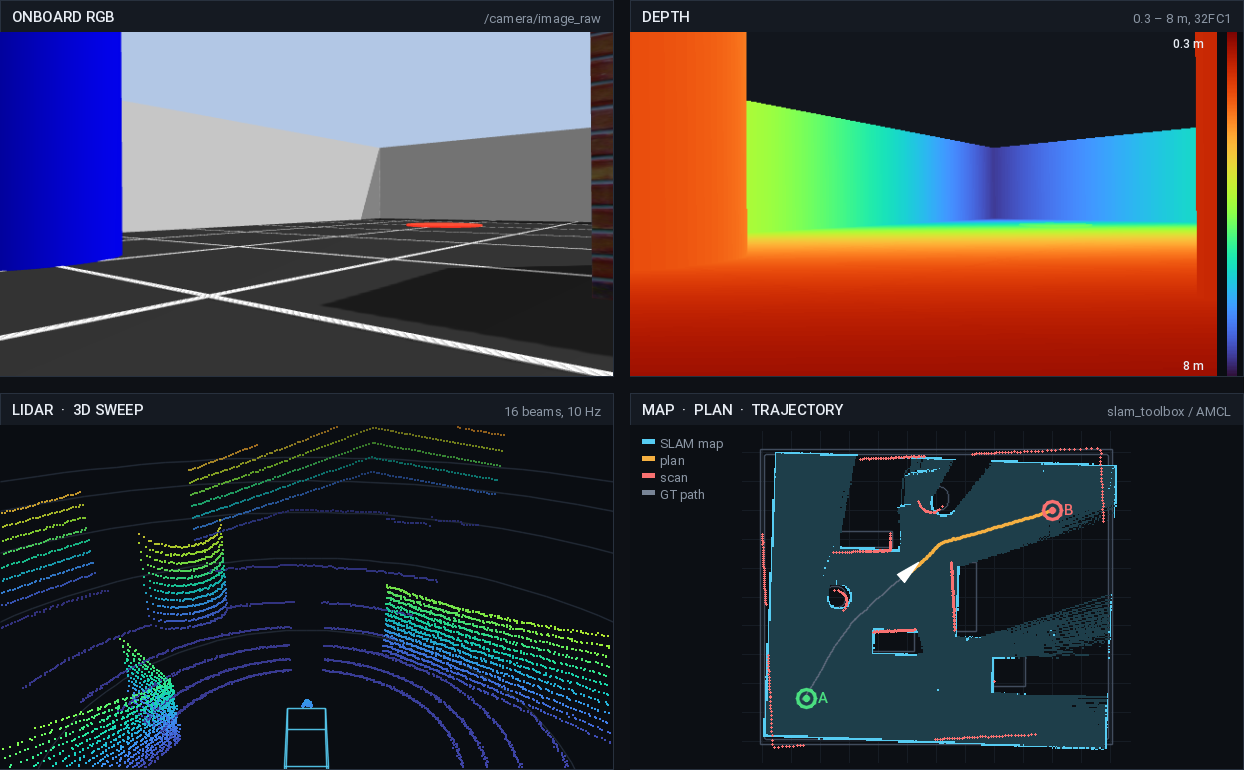 ONBOARD RGB
/camera/image_raw
DEPTH
0.3 – 8 m, 32FC1
0.3 m
8 m
LIDAR · 3D SWEEP
16 beams, 10 Hz
MAP · PLAN · TRAJECTORY
slam_toolbox / AMCL
SLAM map
plan
scan
GT path
B
A